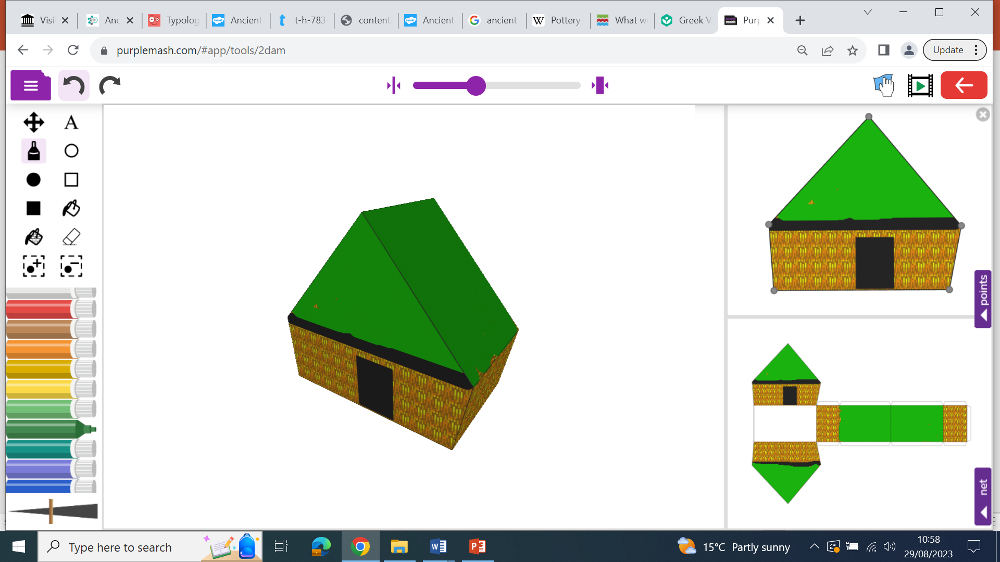 Visi
Anc
Typolog
Ancient
t-h-783
content
Ancient
ancient
W Pottery
What w
Greek V
Purp
purplemash.com/#app/tools/2dam
Update
A
points
net
Type here to search
15°C Partly sunny
10:58
29/08/2023